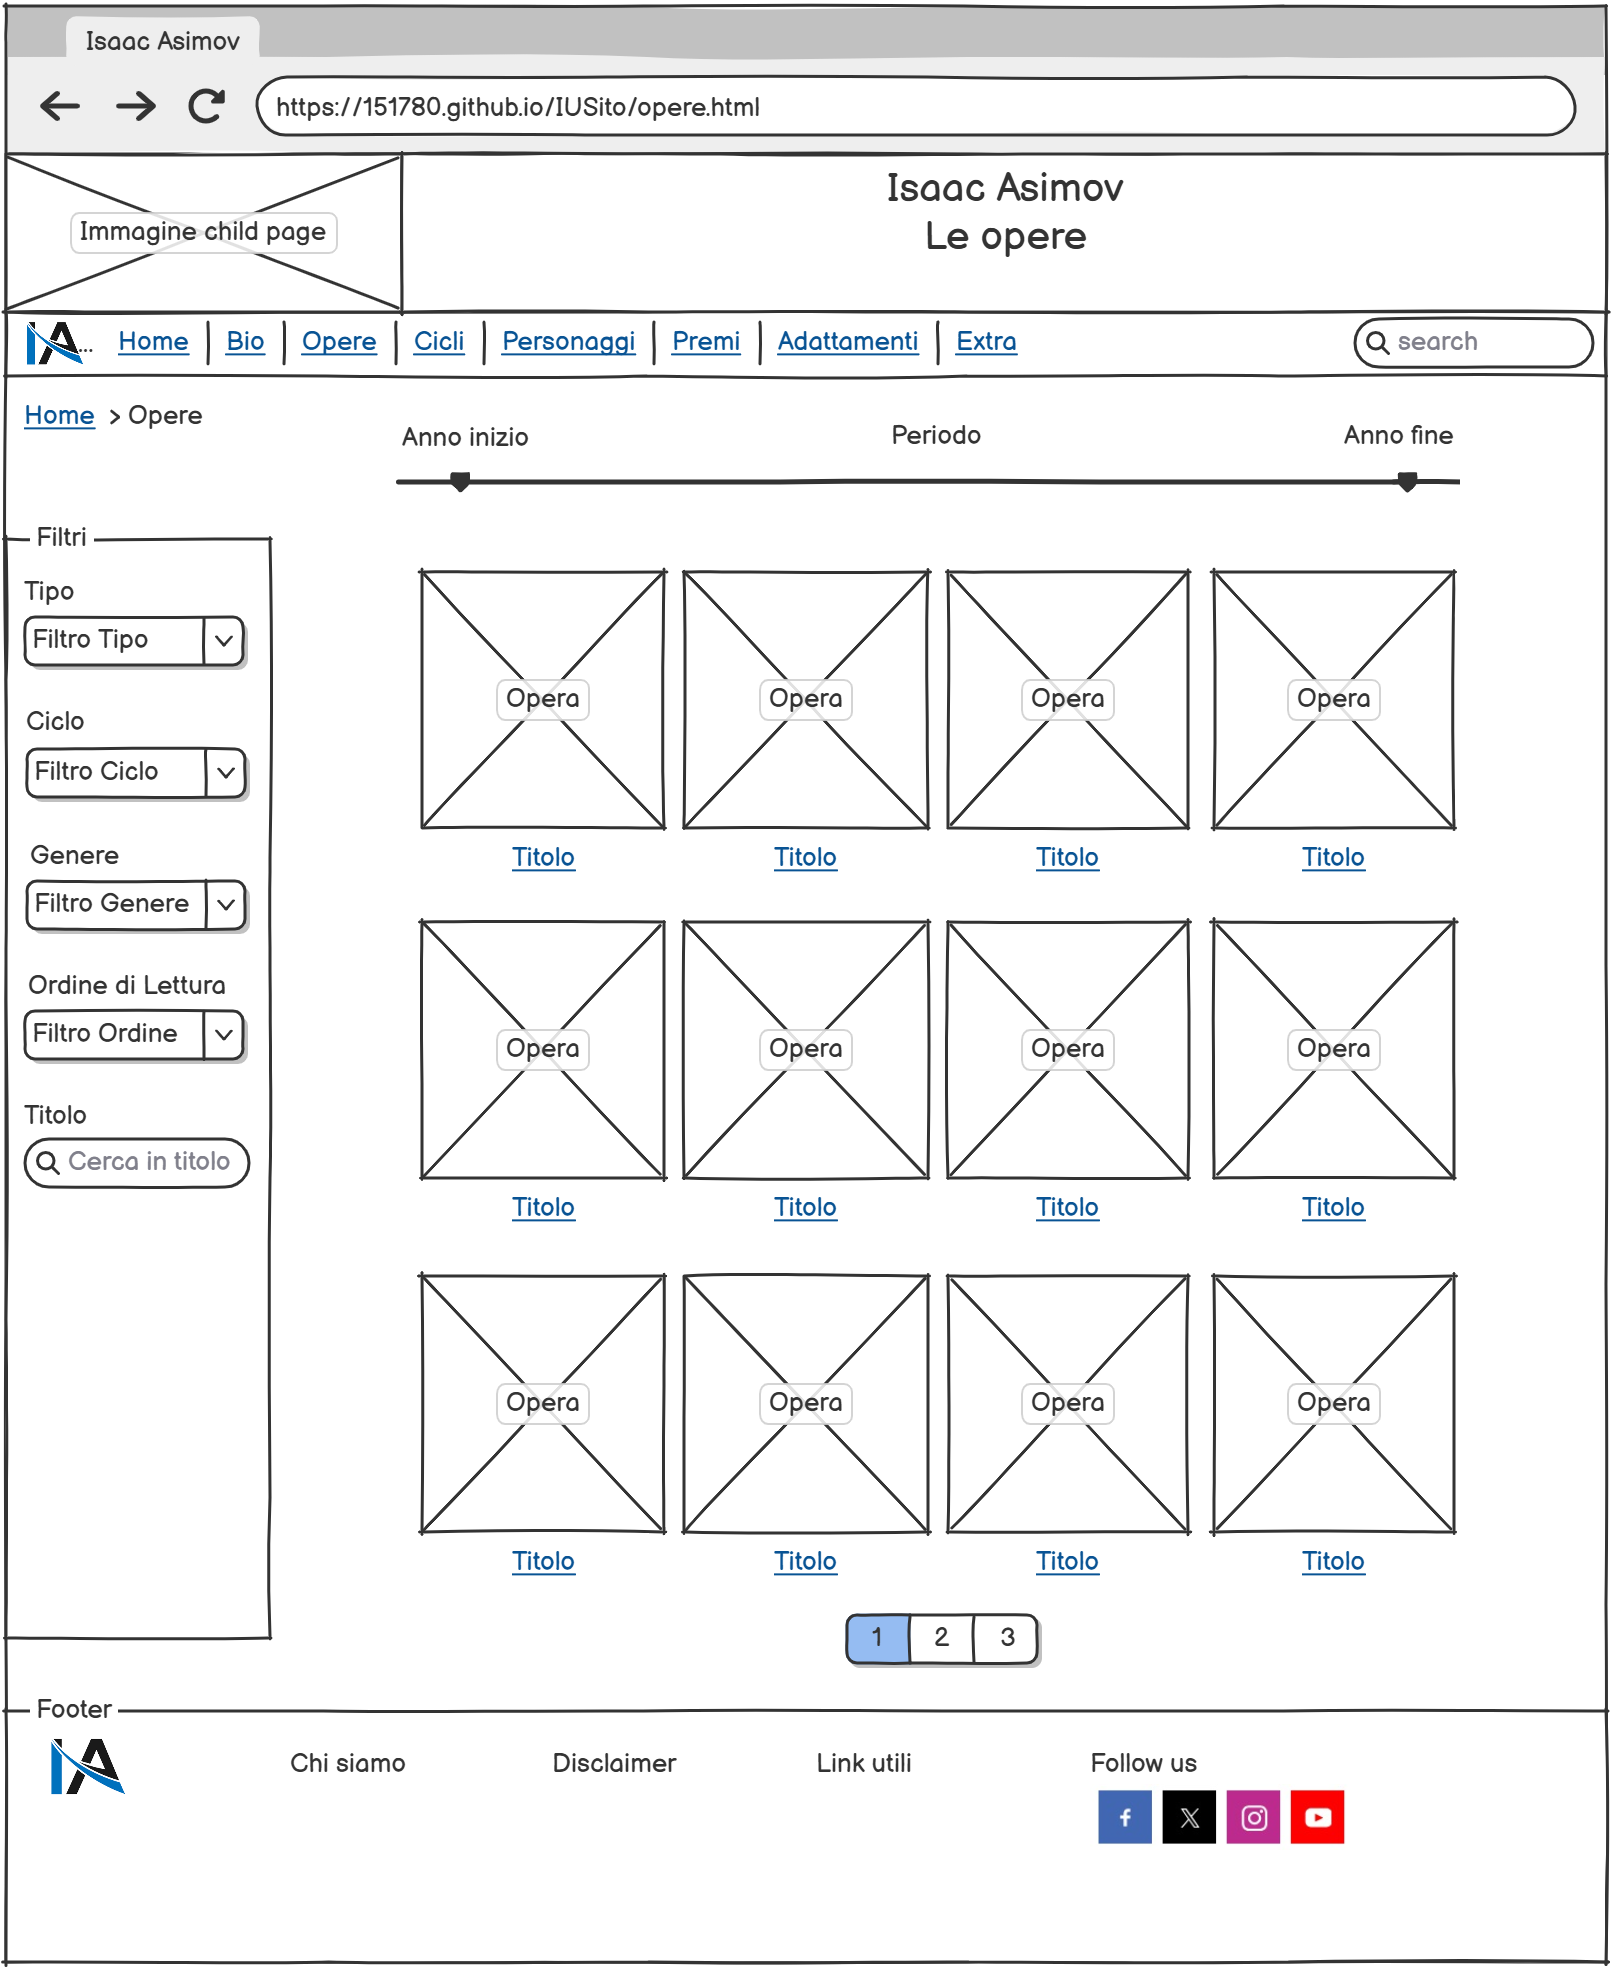 Isaac Asimov
https://151780.github.io/IUSito/opere.html
Immagine child page
Isaac Asimov
Le opere
IA... Home Bio Opere Cicli Personaggi Premi Adattamenti Extra search
Home > Opere
Anno inizio Periodo Anno fine
Filtri
Tipo
Filtro Tipo
Ciclo
Filtro Ciclo
Genere
Filtro Genere
Ordine di Lettura
Filtro Ordine
Titolo
Cerca in titolo
Opera Opera Opera Opera
Titolo Titolo Titolo Titolo
Opera Opera Opera Opera
Titolo Titolo Titolo Titolo
Opera Opera Opera Opera
Titolo Titolo Titolo Titolo
1 2 3
Footer
IA Chi siamo Disclaimer Link utili Follow us